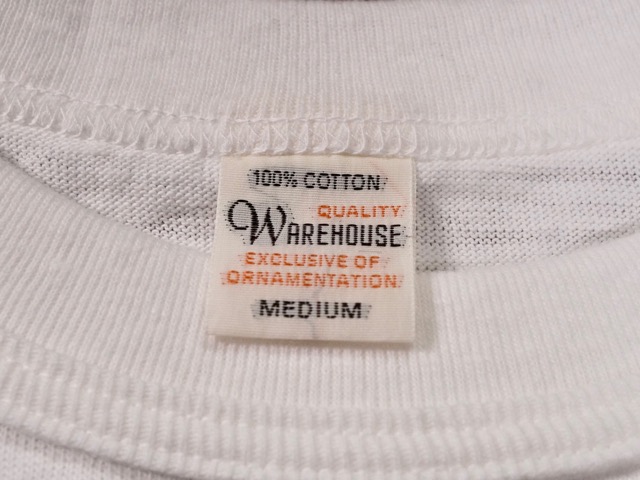 100% COTTON
QUALITY
WAREHOUSE
EXCLUSIVE OF
ORNAMENTATION
MEDIUM